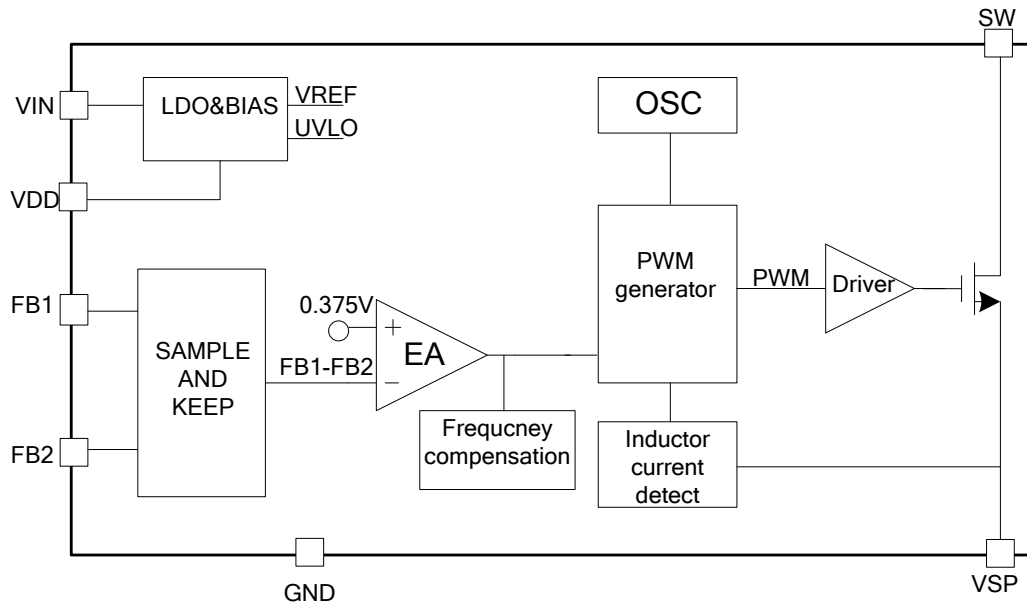 SW
VIN
LDO&BIAS
VREF
UVLO
OSC
VDD
FB1
SAMPLE
AND
KEEP
FB1-FB2
0.375V
+
EA
−
Frequcney
compensation
PWM
generator
PWM
Driver
Inductor
current
detect
FB2
GND
VSP